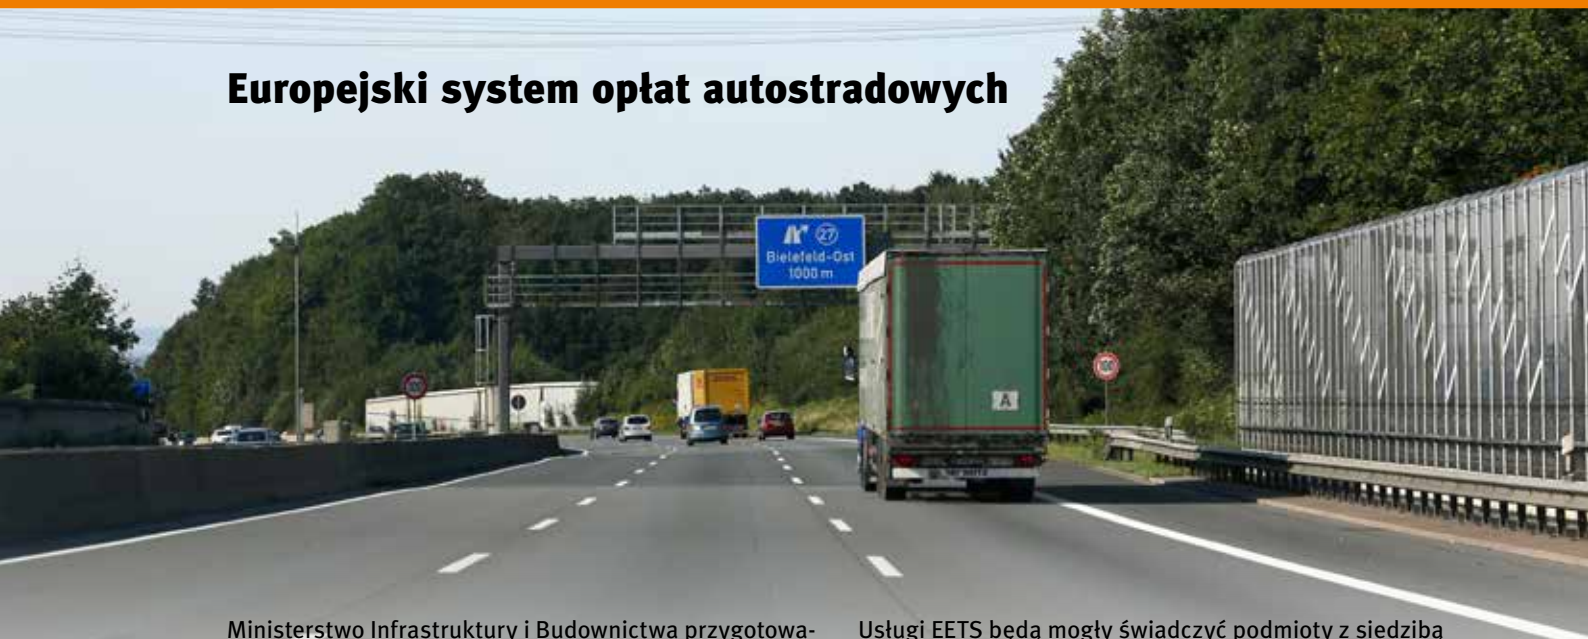 Europejski system opłat autostradowych
27
Bielefeld-Ost
1000 m
A
100
Ministerstwo Infrastruktury i Budownictwa przygotowa-
Usługi EETS będą mogły świadczyć podmioty z siedzibą